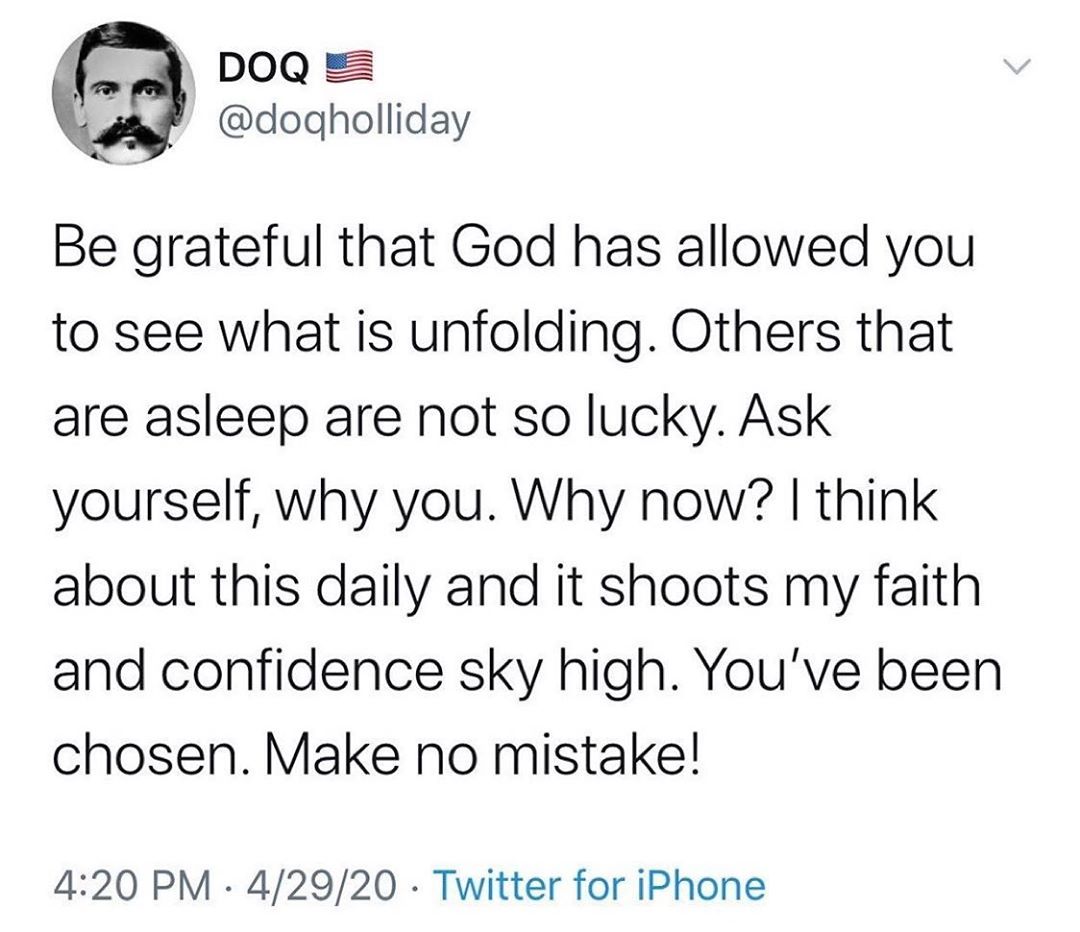 DOQ 🇺🇸
@doqholliday
Be grateful that God has allowed you
to see what is unfolding. Others that
are asleep are not so lucky. Ask
yourself, why you. Why now? I think
about this daily and it shoots my faith
and confidence sky high. You've been
chosen. Make no mistake!
4:20 PM · 4/29/20 · Twitter for iPhone